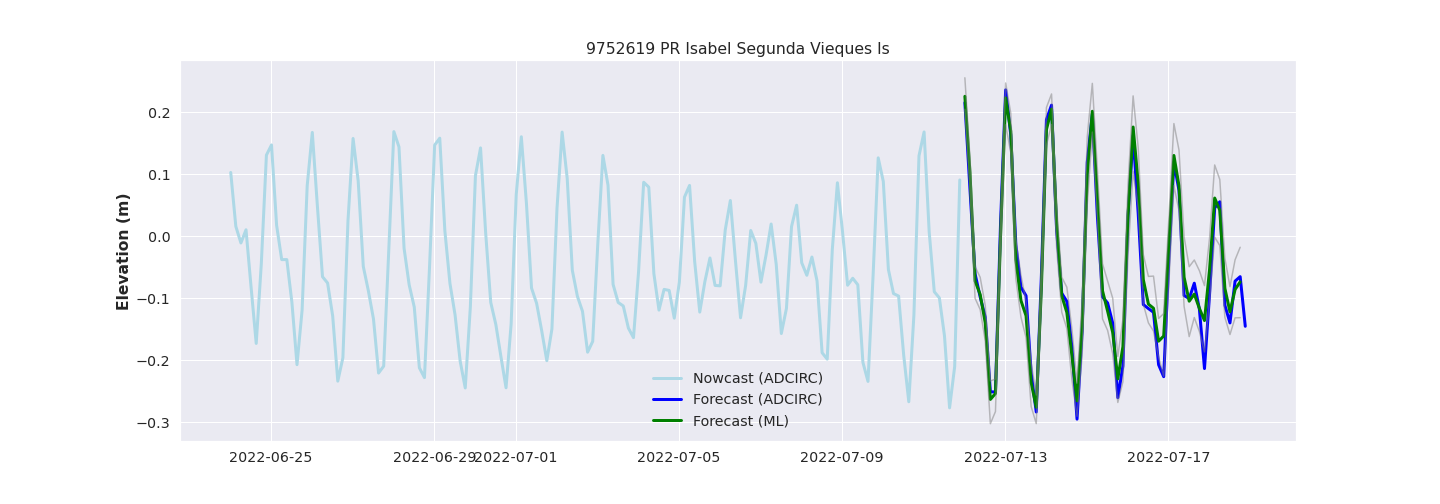 9752619 PR Isabel Segunda Vieques Is
Elevation (m)
0.2
0.1
0.0
−0.1
−0.2
−0.3
Nowcast (ADCIRC)
Forecast (ADCIRC)
Forecast (ML)
2022-06-25 2022-06-29 2022-07-01 2022-07-05 2022-07-09 2022-07-13 2022-07-17